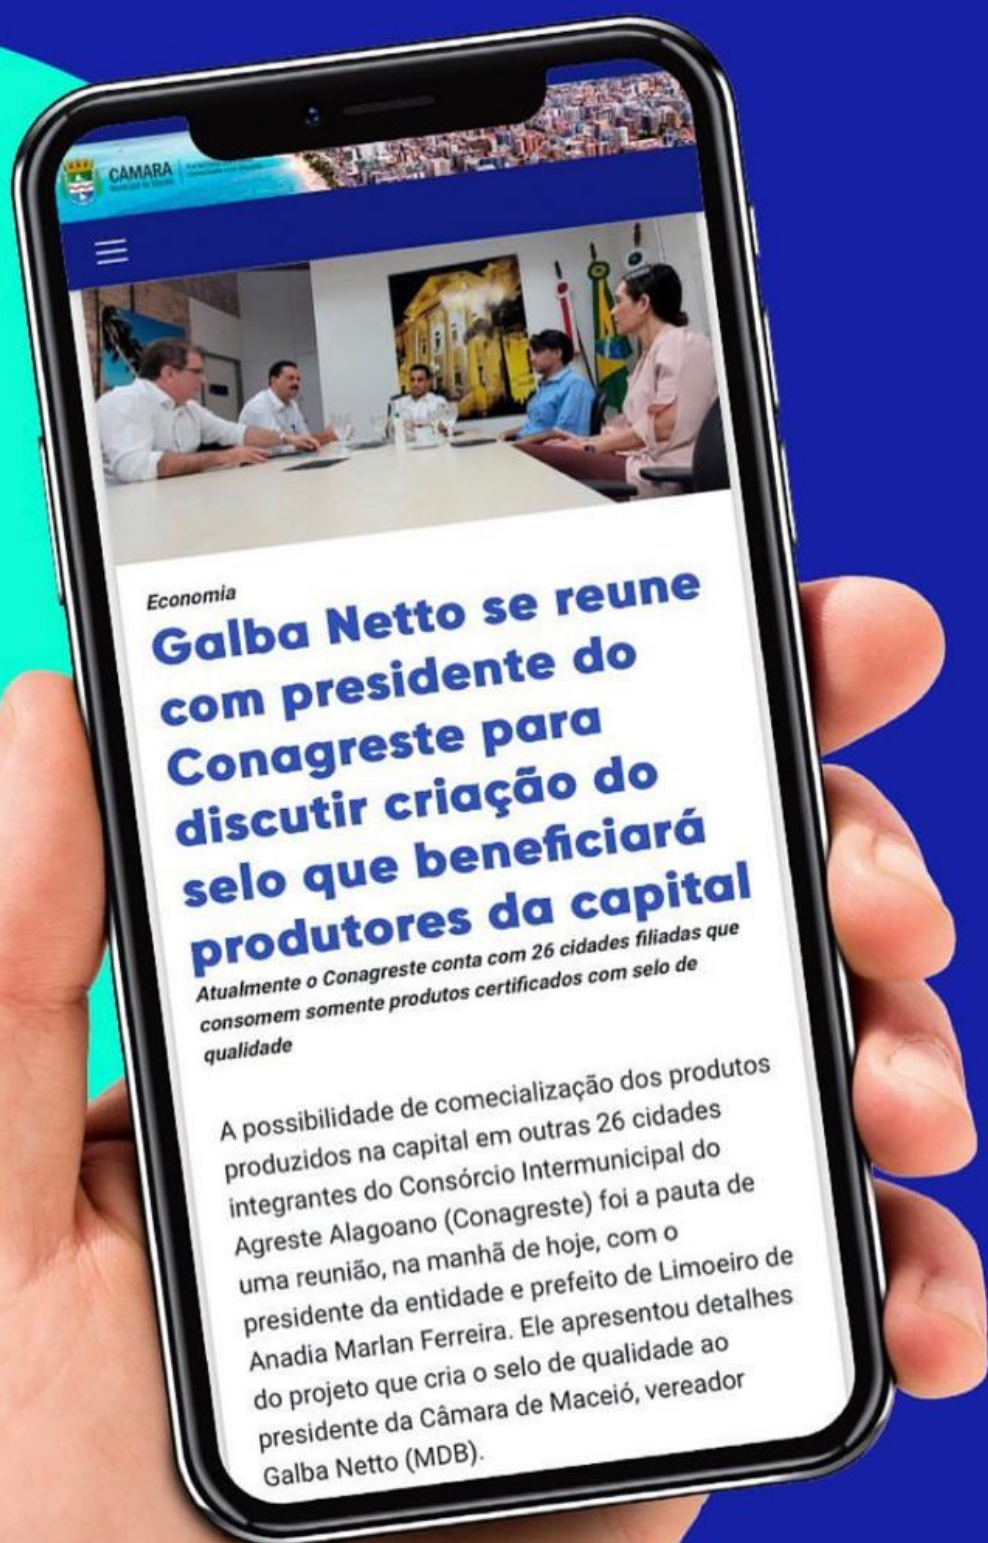 CÂMARA
Municipal de Maceió
Economia
Galba Netto se reune
com presidente do
Conagreste para
discutir criação do
selo que beneficiará
produtores da capital
Atualmente o Conagreste conta com 26 cidades filiadas que
consomem somente produtos certificados com selo de
qualidade
A possibilidade de comecialização dos produtos
produzidos na capital em outras 26 cidades
integrantes do Consórcio Intermunicipal do
Agreste Alagoano (Conagreste) foi a pauta de
uma reunião, na manhã de hoje, com o
presidente da entidade e prefeito de Limoeiro de
Anadia Marlan Ferreira. Ele apresentou detalhes
do projeto que cria o selo de qualidade ao
presidente da Câmara de Maceió, vereador
Galba Netto (MDB).